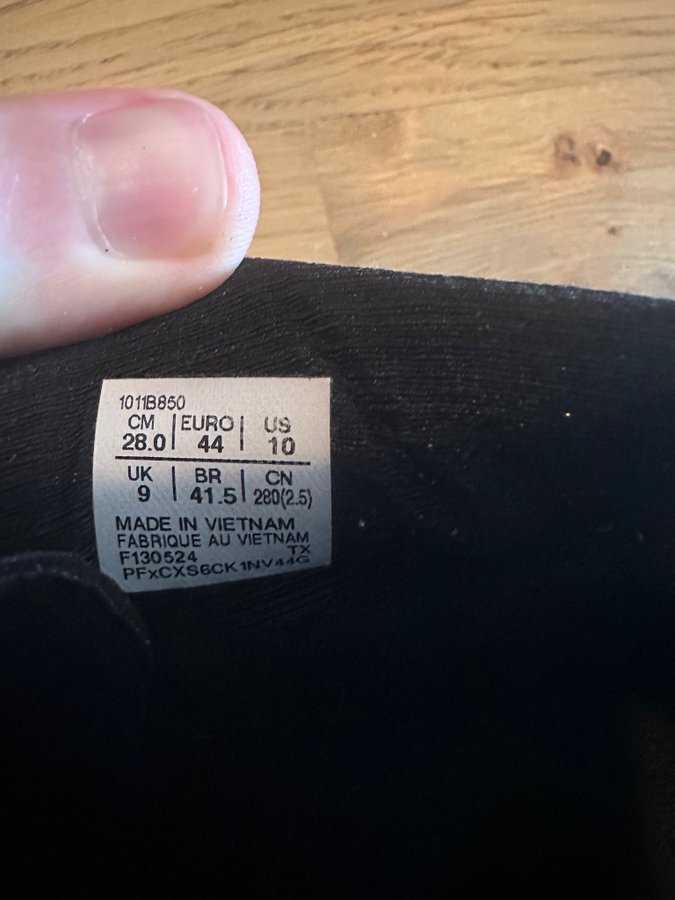 1011B850
CM | EURO | US
28.0 | 44 | 10
UK | BR | CN
9 | 41.5 | 280(2.5)
MADE IN VIETNAM
FABRIQUE AU VIETNAM
F130524 TX
PFxCXS6CK1NV44G